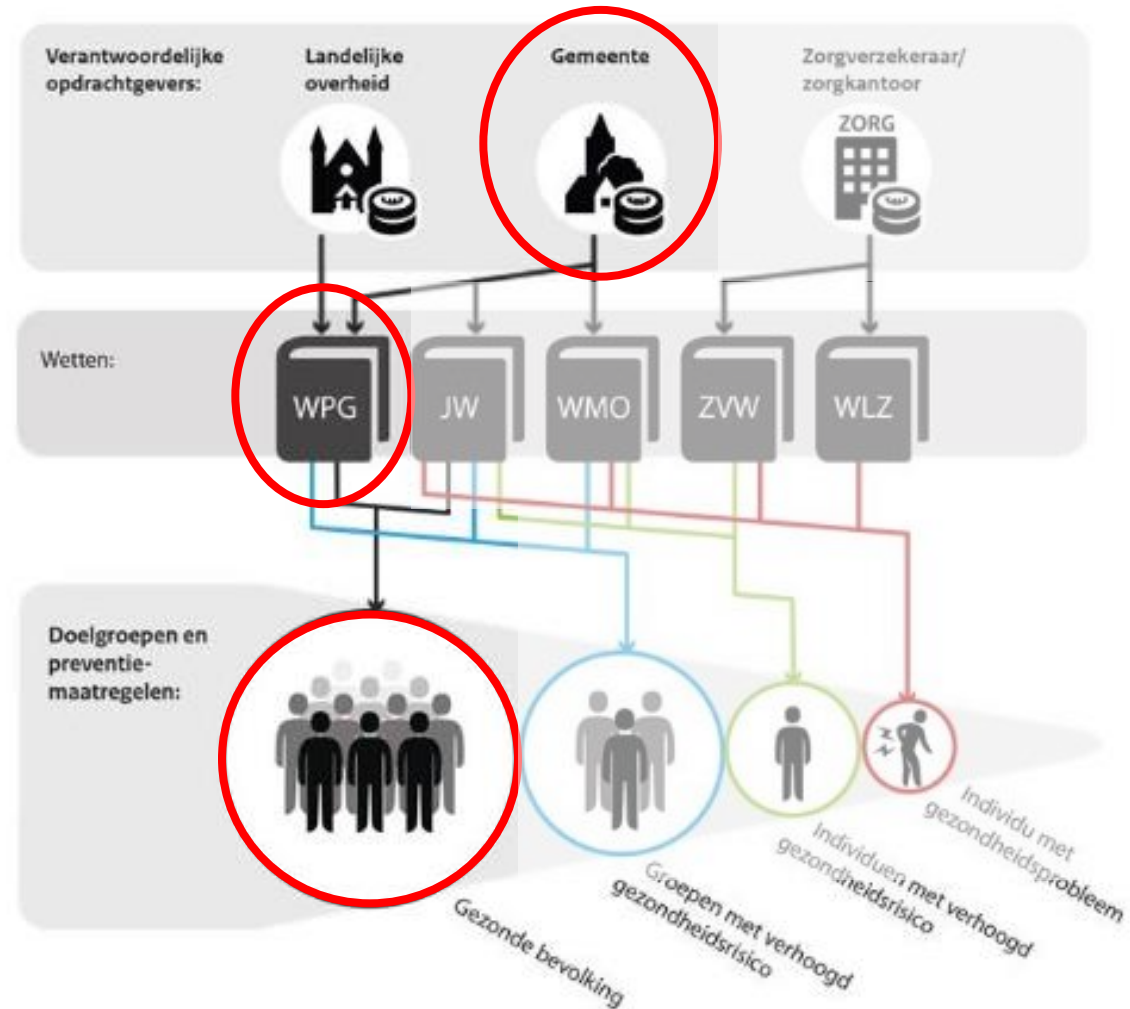 Verantwoordelijke
opdrachtgevers:
Landelijke
overheid
Gemeente
Zorgverzekeraar/
zorgkantoor
ZORG
Wetten:
WPG
JW
WMO
ZVW
WLZ
Doelgroepen en
preventie-
maatregelen:
Gezonde bevolking
Groepen met verhoogd
gezondheidsrisico
Individuen met verhoogd
gezondheidsrisico
Individu met
gezondheidsprobleem